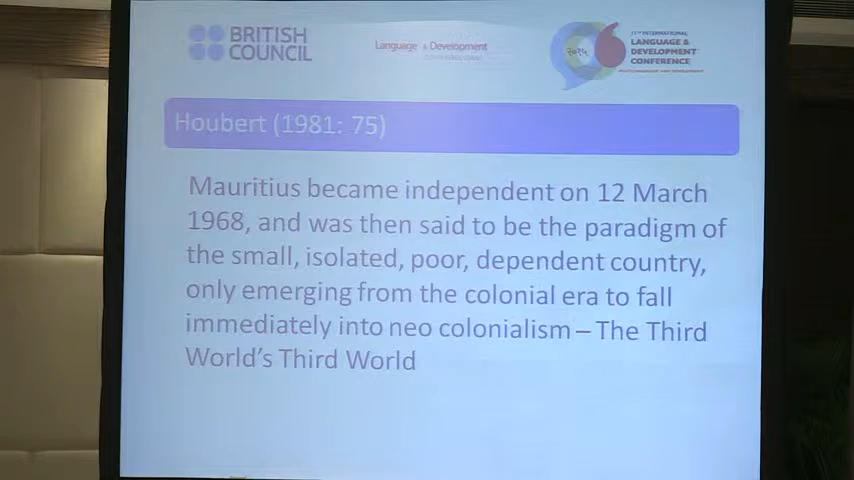 BRITISH
COUNCIL
Language & Development
11TH INTERNATIONAL
LANGUAGE &
DEVELOPMENT
CONFERENCE
Houbert (1981: 75)
Mauritius became independent on 12 March
1968, and was then said to be the paradigm of
the small, isolated, poor, dependent country,
only emerging from the colonial era to fall
immediately into neo colonialism – The Third
World's Third World